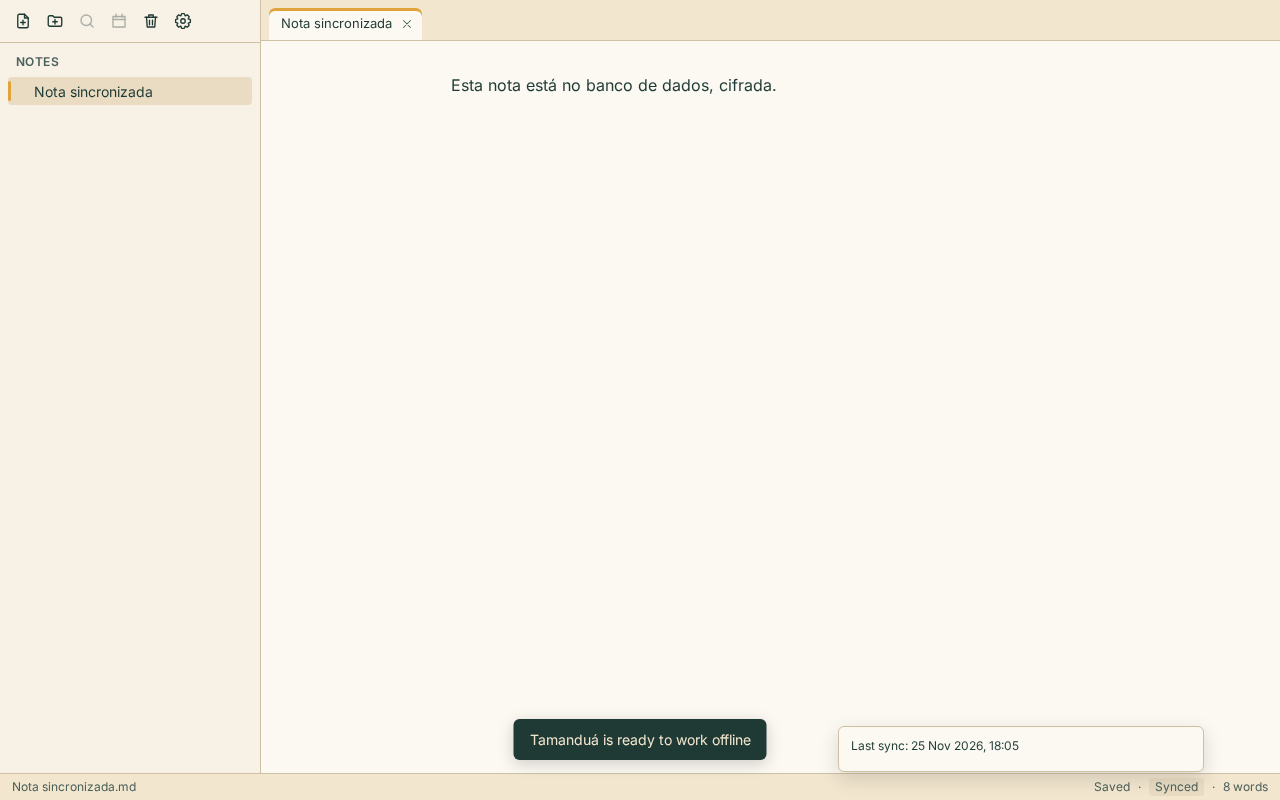 Nota sincronizada
NOTES
Nota sincronizada
Esta nota está no banco de dados, cifrada.
Tamanduá is ready to work offline
Last sync: 25 Nov 2026, 18:05
Nota sincronizada.md
Saved · Synced · 8 words